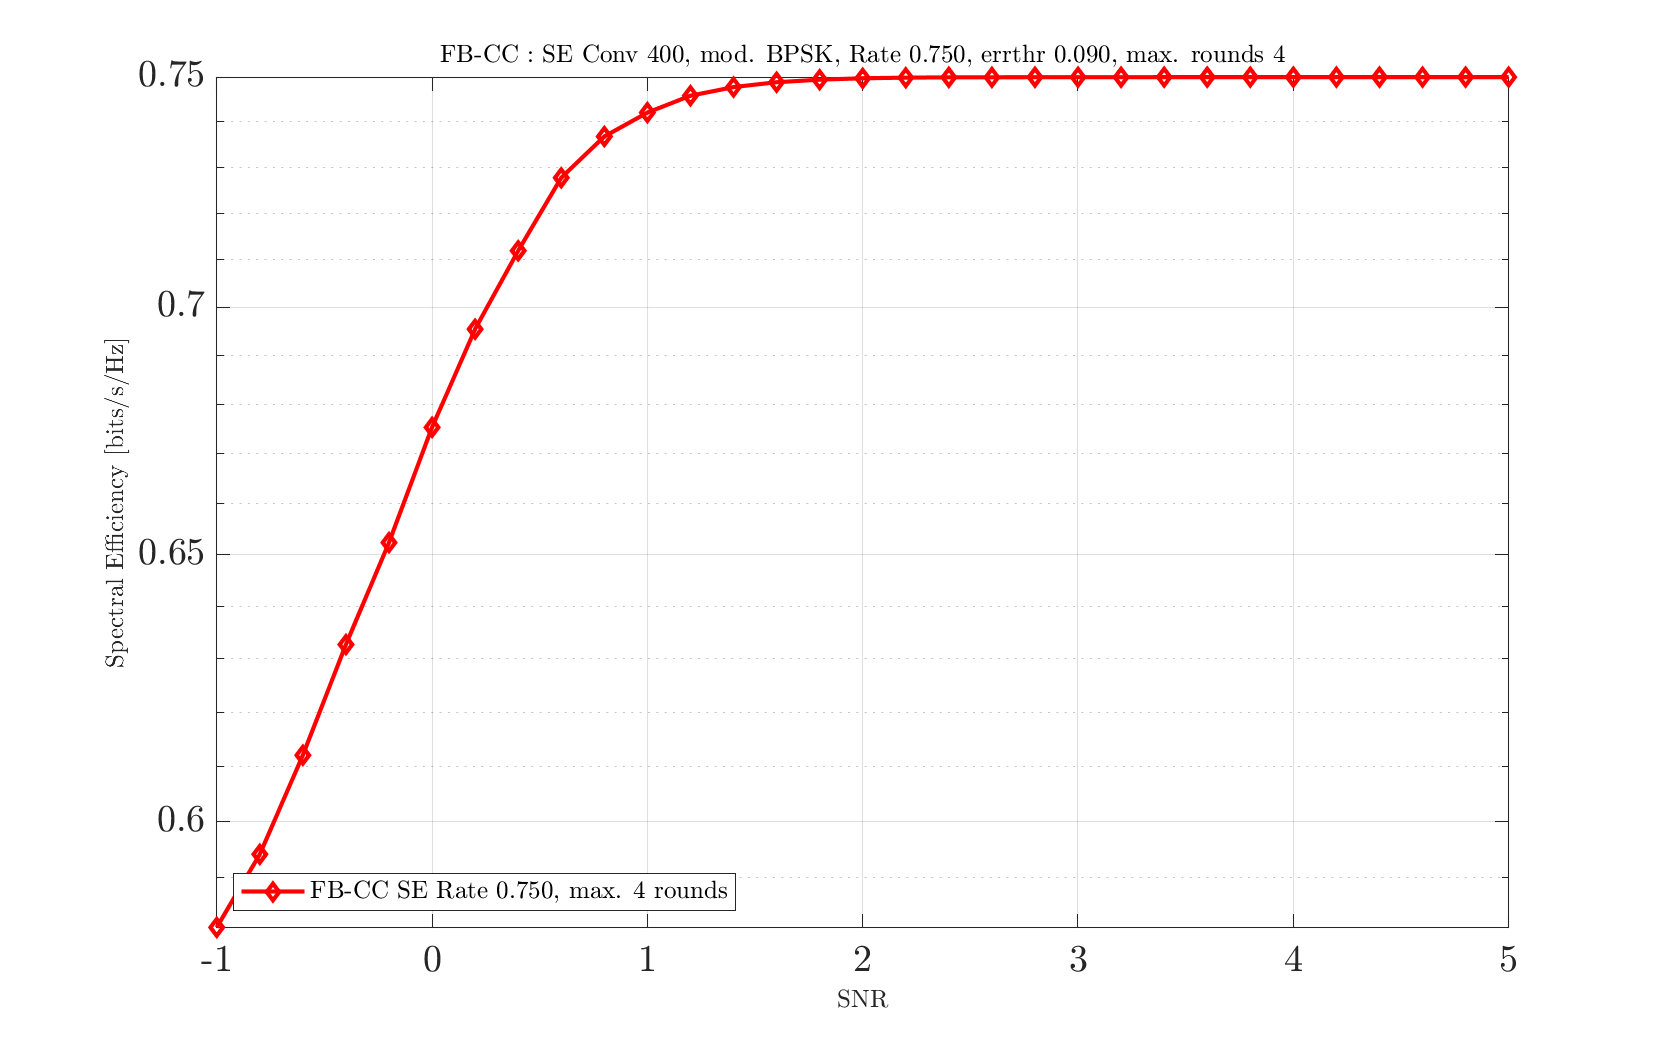 FB-CC : SE Conv 400, mod. BPSK, Rate 0.750, errthr 0.090, max. rounds 4
0.75
0.7
0.65
0.6
Spectral Efficiency [bits/s/Hz]
FB-CC SE Rate 0.750, max. 4 rounds
-1 0 1 2 3 4 5
SNR